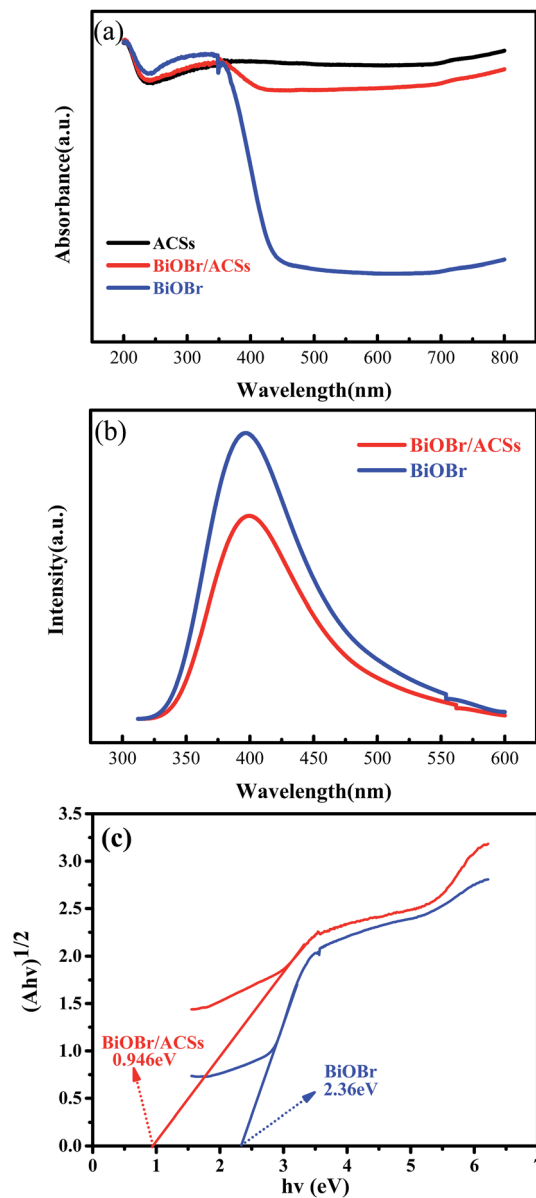 (a)
Absorbance(a.u.)
ACSs
BiOBr/ACSs
BiOBr
200 300 400 500 600 700 800
Wavelength(nm)
(b)
BiOBr/ACSs
BiOBr
Intensity(a.u.)
300 350 400 450 500 550 600
Wavelength(nm)
(c)
3.5
3.0
2.5
2.0
1.5
1.0
0.5
0.0
(Ahv)1/2
BiOBr/ACSs
0.946eV
BiOBr
2.36eV
0 1 2 3 4 5 6 7
hv (eV)